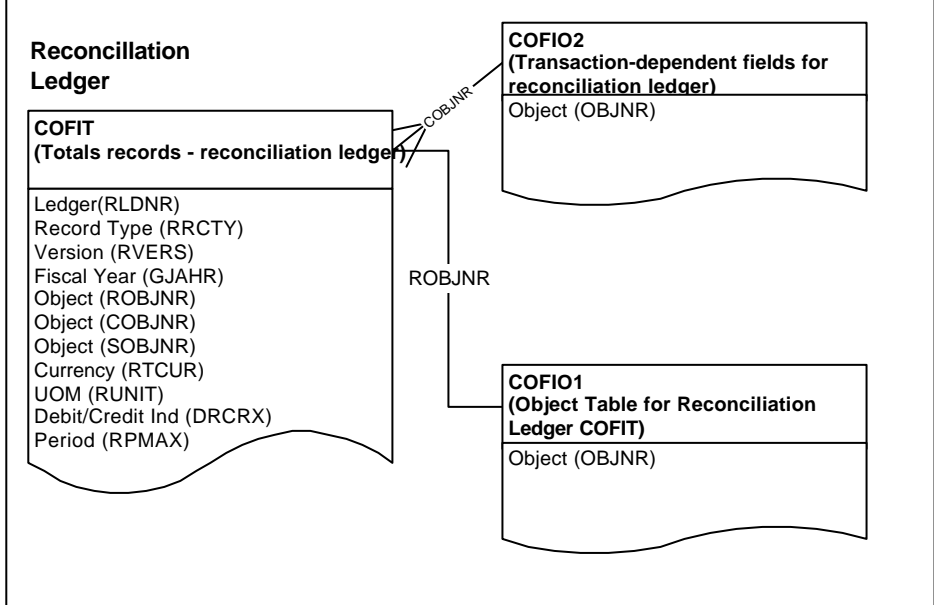 Reconcillation
Ledger
COFIT
(Totals records - reconciliation ledger)
Ledger(RLDNR)
Record Type (RRCTY)
Version (RVERS)
Fiscal Year (GJAHR)
Object (ROBJNR)
Object (COBJNR)
Object (SOBJNR)
Currency (RTCUR)
UOM (RUNIT)
Debit/Credit Ind (DRCRX)
Period (RPMAX)
COBJNR
ROBJNR
COFIO2
(Transaction-dependent fields for
reconciliation ledger)
Object (OBJNR)
COFIO1
(Object Table for Reconciliation
Ledger COFIT)
Object (OBJNR)